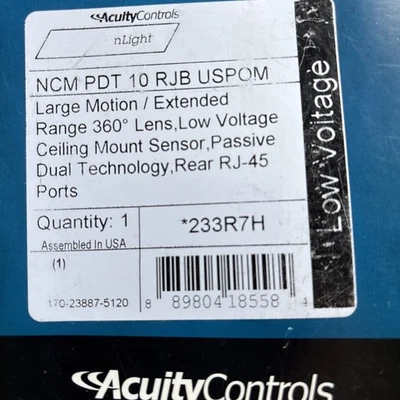 AcuityControls
nLight
NCM PDT 10 RJB USPOM
Large Motion / Extended
Range 360° Lens,Low Voltage
Ceiling Mount Sensor,Passive
Dual Technology,Rear RJ-45
Ports
Low Voltage
Quantity: 1
*233R7H
Assembled In USA
(1)
170-23887-5120
8 89804 18558 4
AcuityControls